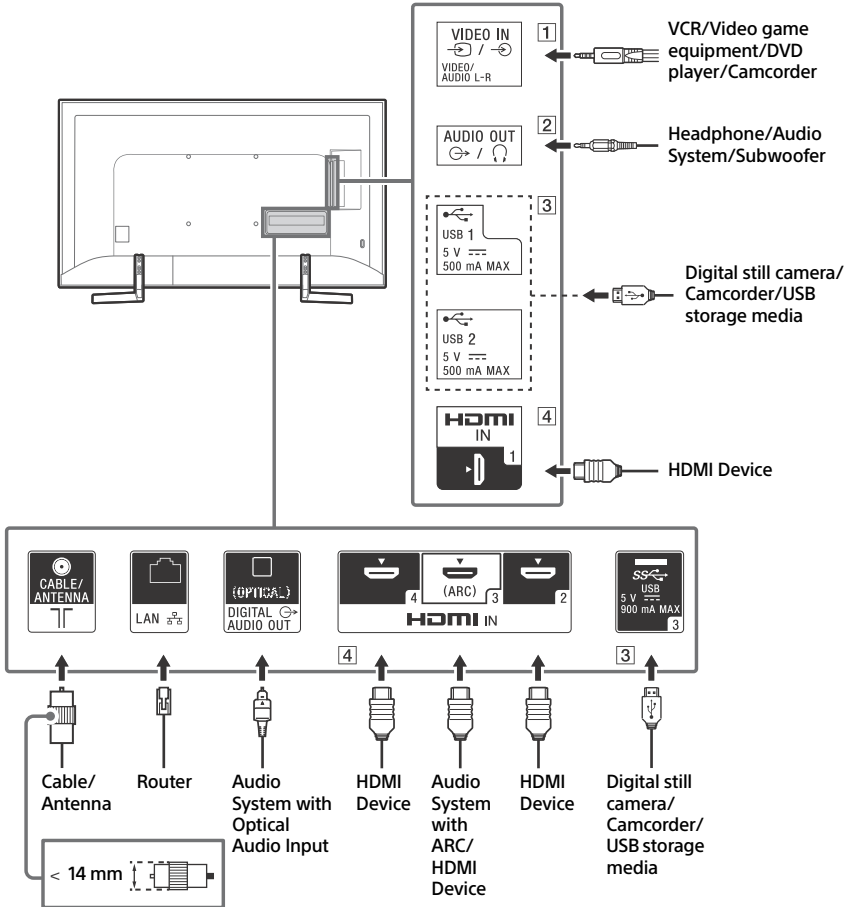 VIDEO IN
/
VIDEO/
AUDIO L-R
1
VCR/Video game
equipment/DVD
player/Camcorder
AUDIO OUT
/
2
Headphone/Audio
System/Subwoofer
3
USB 1
5 V
500 mA MAX
USB 2
5 V
500 mA MAX
Digital still camera/
Camcorder/USB
storage media
4
HDMI
IN
1
HDMI Device
CABLE/
ANTENNA
LAN
(OPTICAL)
DIGITAL
AUDIO OUT
4
(ARC) 3
2
HDMI IN
SS
USB
5 V
900 mA MAX
3
4
3
Cable/
Antenna
Router
Audio
System with
Optical
Audio Input
HDMI
Device
Audio
System
with
ARC/
HDMI
Device
HDMI
Device
Digital still
camera/
Camcorder/
USB storage
media
< 14 mm